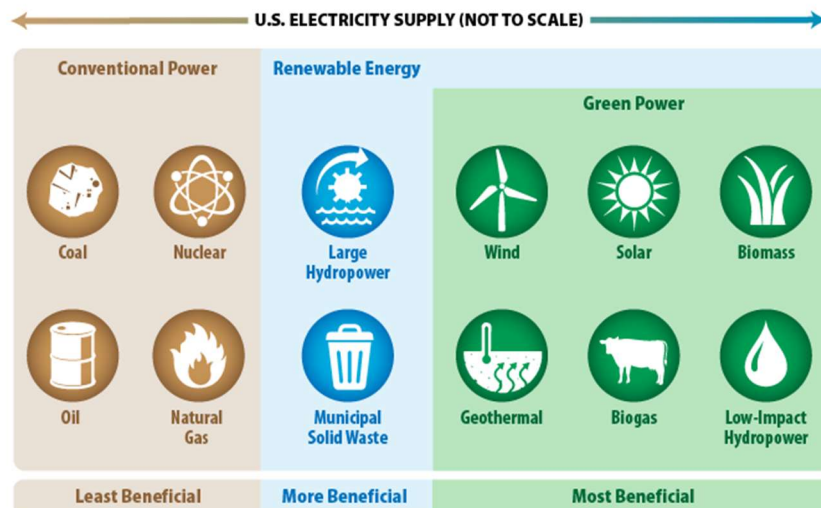 U.S. ELECTRICITY SUPPLY (NOT TO SCALE)
Conventional Power
Renewable Energy
Green Power
Coal
Nuclear
Large
Hydropower
Wind
Solar
Biomass
Oil
Natural
Gas
Municipal
Solid Waste
Geothermal
Biogas
Low-Impact
Hydropower
Least Beneficial
More Beneficial
Most Beneficial